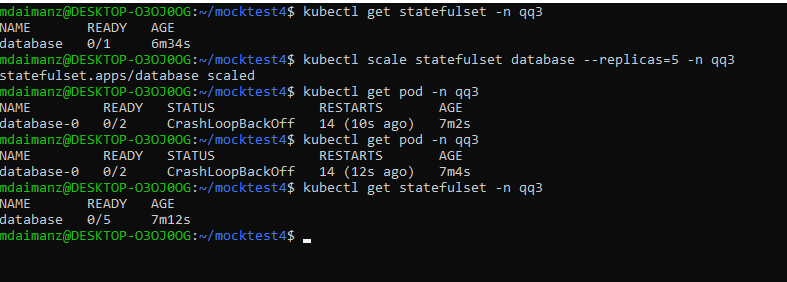 mdaimanz@DESKTOP-O3OJ0OG:~/mocktest4$ kubectl get statefulset -n qq3
NAME       READY   AGE
database   0/1     6m34s
mdaimanz@DESKTOP-O3OJ0OG:~/mocktest4$ kubectl scale statefulset database --replicas=5 -n qq3
statefulset.apps/database scaled
mdaimanz@DESKTOP-O3OJ0OG:~/mocktest4$ kubectl get pod -n qq3
NAME         READY   STATUS             RESTARTS       AGE
database-0   0/2     CrashLoopBackOff   14 (10s ago)   7m2s
mdaimanz@DESKTOP-O3OJ0OG:~/mocktest4$ kubectl get pod -n qq3
NAME         READY   STATUS             RESTARTS       AGE
database-0   0/2     CrashLoopBackOff   14 (12s ago)   7m4s
mdaimanz@DESKTOP-O3OJ0OG:~/mocktest4$ kubectl get statefulset -n qq3
NAME       READY   AGE
database   0/5     7m12s
mdaimanz@DESKTOP-O3OJ0OG:~/mocktest4$